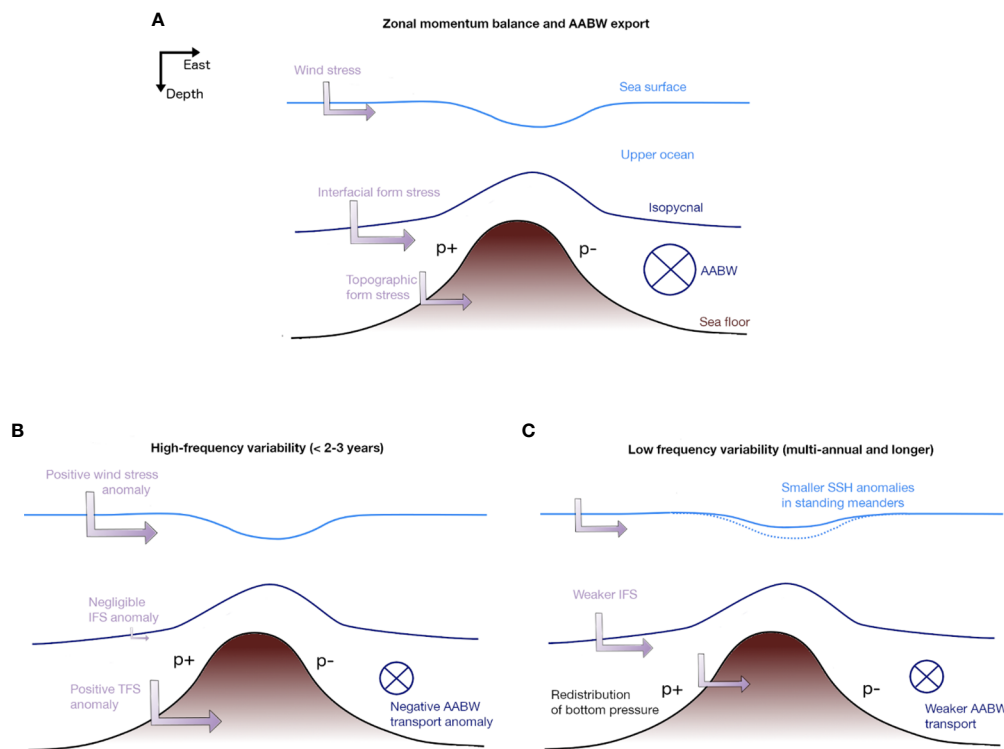 A
Zonal momentum balance and AABW export
East
Depth
Wind stress
Sea surface
Upper ocean
Interfacial form stress
Isopycnal
p+
p-
AABW
Topographic
form stress
Sea floor
B
High-frequency variability (< 2-3 years)
Positive wind stress
anomaly
Negligible
IFS anomaly
p+
p-
Positive TFS
anomaly
Negative AABW
transport anomaly
C
Low frequency variability (multi-annual and longer)
Smaller SSH anomalies
in standing meanders
Weaker IFS
Redistribution
of bottom pressure
p+
p-
Weaker AABW
transport